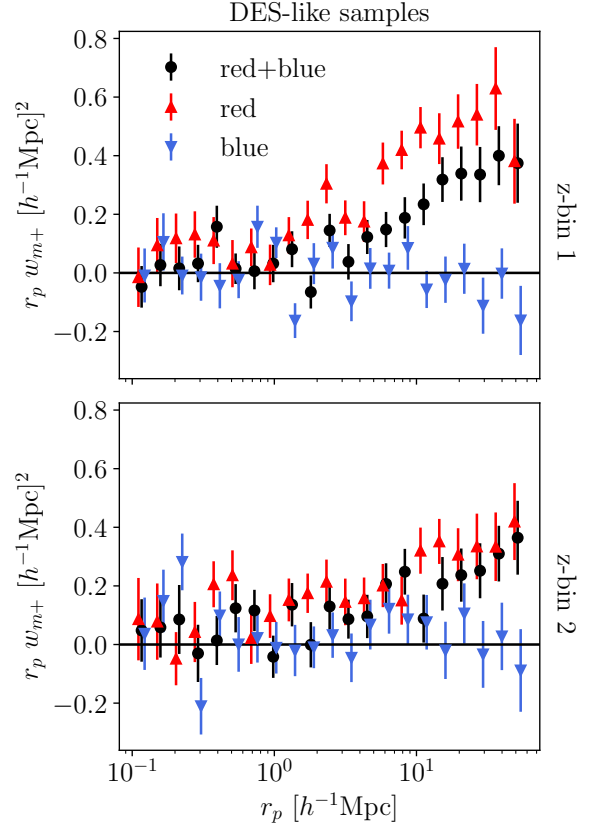 DES-like samples
0.8
0.6
0.4
0.2
0.0
−0.2
r_p w_{m+} [h^{-1}Mpc]^2
red+blue
red
blue
z-bin 1
0.8
0.6
0.4
0.2
0.0
−0.2
r_p w_{m+} [h^{-1}Mpc]^2
z-bin 2
10^{-1} 10^0 10^1
r_p [h^{-1}Mpc]